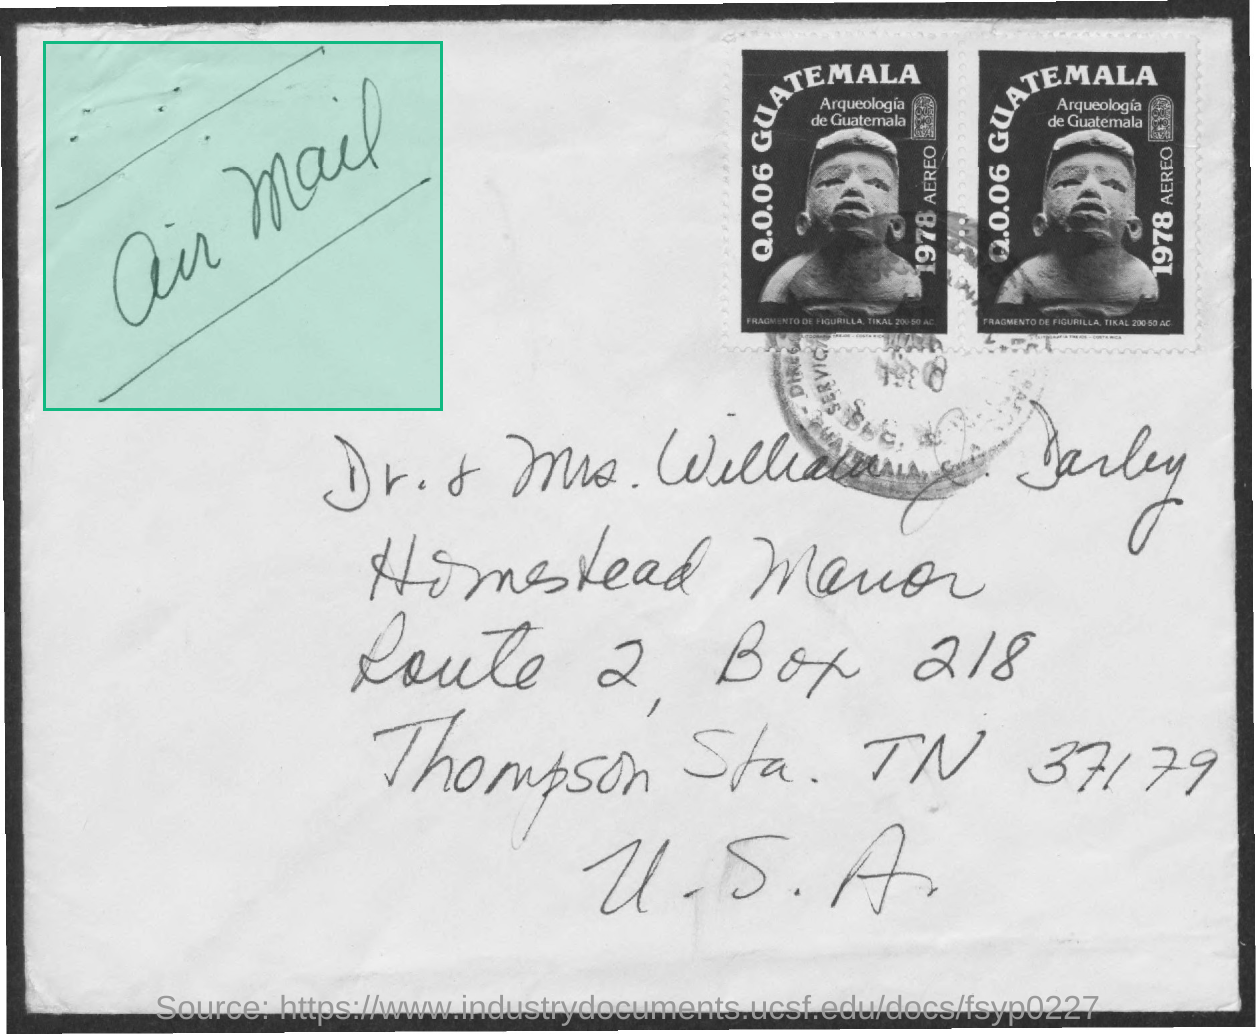 Air Mail
Q.0.06 GUATEMALA
Arqueología
de Guatemala
1978 AEREO
FRAGMENTO DE FIGURILLA, TIKAL 200-50 AC.
Q.0.06 GUATEMALA
Arqueología
de Guatemala
1978 AEREO
FRAGMENTO DE FIGURILLA, TIKAL 200-50 AC.
Dr. & Mrs. William J. Darby
Homestead Manor
Route 2, Box 218
Thompson Sta. TN 37179
U.S.A.
Source: https://www.industrydocuments.ucsf.edu/docs/fsyp0227